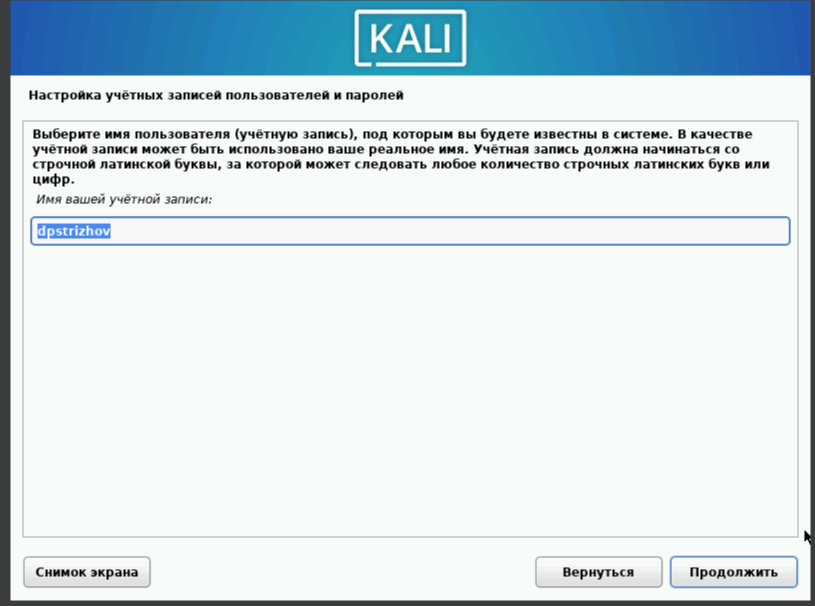 KALI
Настройка учётных записей пользователей и паролей
Выберите имя пользователя (учётную запись), под которым вы будете известны в системе. В качестве
учётной записи может быть использовано ваше реальное имя. Учётная запись должна начинаться со
строчной латинской буквы, за которой может следовать любое количество строчных латинских букв или
цифр.
Имя вашей учётной записи:
dpstrizhov
Снимок экрана
Вернуться
Продолжить